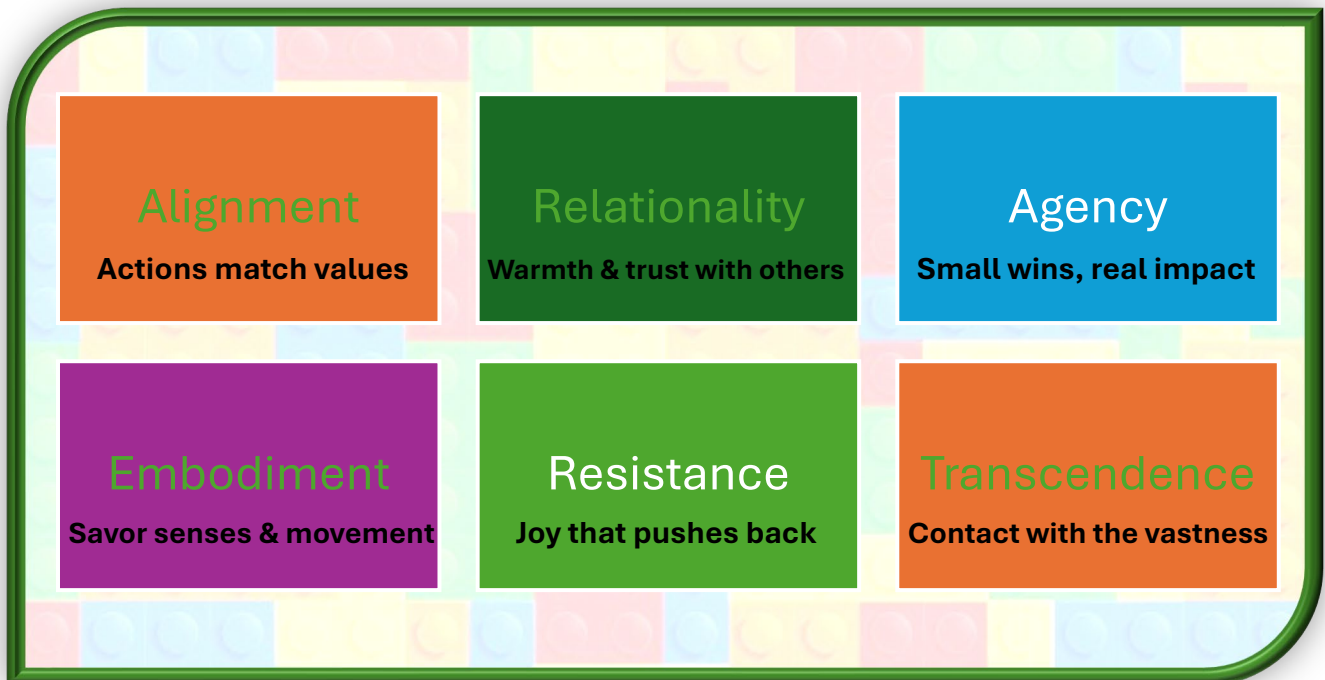 Alignment
Actions match values
Relationality
Warmth & trust with others
Agency
Small wins, real impact
Embodiment
Savor senses & movement
Resistance
Joy that pushes back
Transcendence
Contact with the vastness